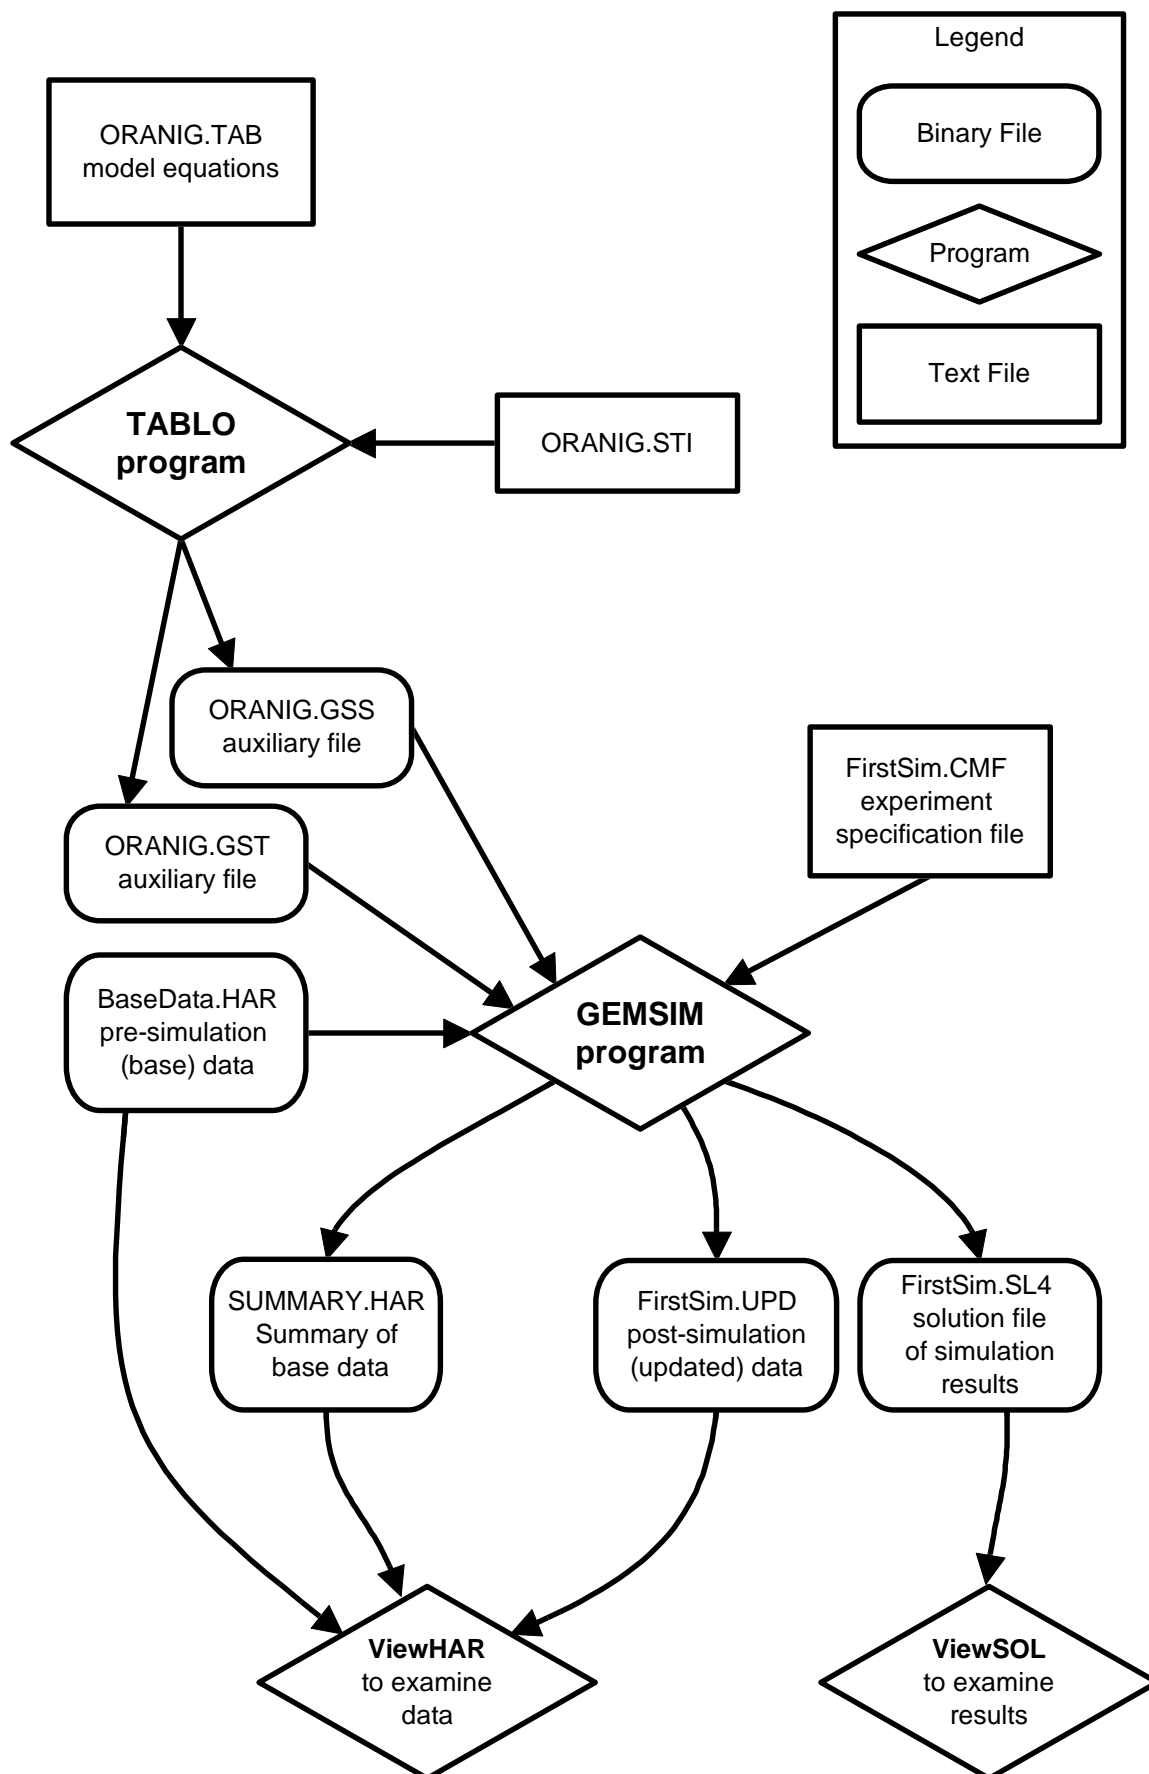 Legend
Binary File
Program
Text File
ORANIG.TAB
model equations
TABLO
program
ORANIG.STI
ORANIG.GSS
auxiliary file
ORANIG.GST
auxiliary file
FirstSim.CMF
experiment
specification file
BaseData.HAR
pre-simulation
(base) data
GEMSIM
program
SUMMARY.HAR
Summary of
base data
FirstSim.UPD
post-simulation
(updated) data
FirstSim.SL4
solution file
of simulation
results
ViewHAR
to examine
data
ViewSOL
to examine
results